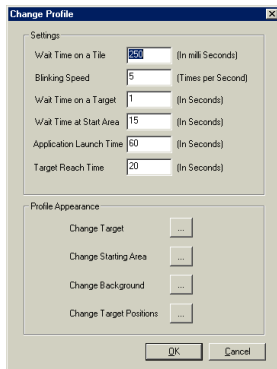 Change Profile
Settings
Wait Time on a Tile 250 (In milli Seconds)
Blinking Speed 5 (Times per Second)
Wait Time on a Target 1 (In Seconds)
Wait Time at Start Area 15 (In Seconds)
Application Launch Time 60 (In Seconds)
Target Reach Time 20 (In Seconds)
Profile Appearance
Change Target ...
Change Starting Area ...
Change Background ...
Change Target Positions ...
OK Cancel